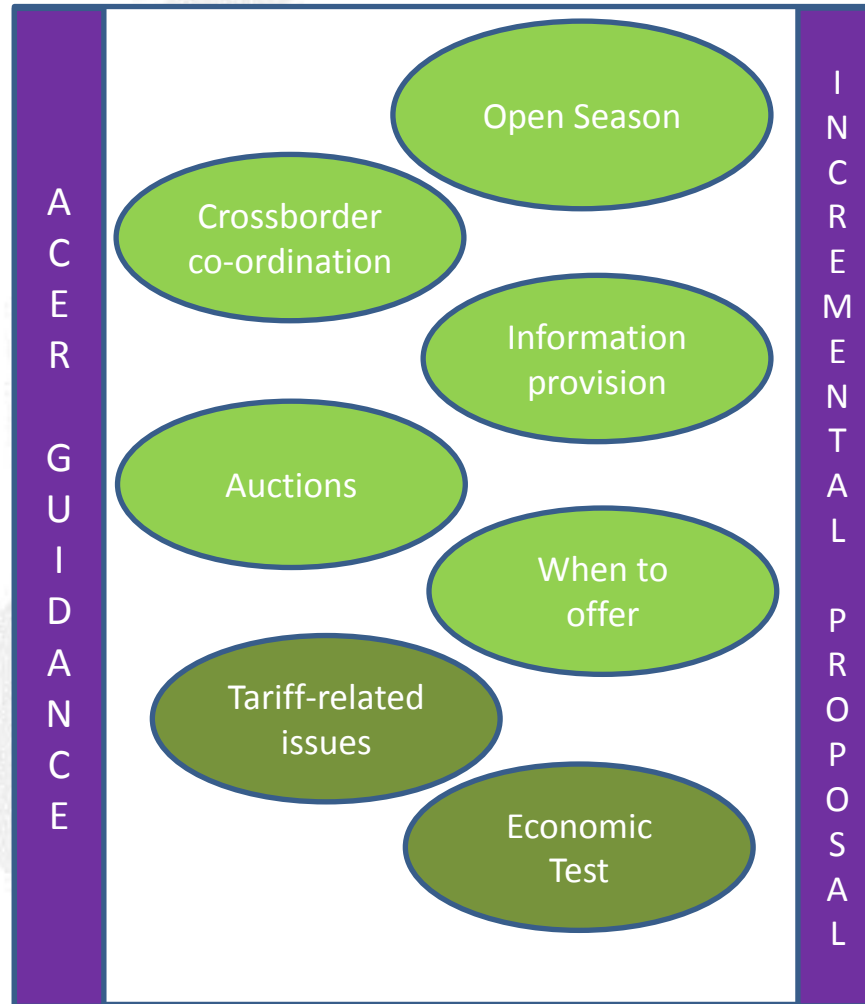 ACER GUIDANCE
Open Season
Crossborder
co-ordination
Information
provision
Auctions
When to
offer
Tariff-related
issues
Economic
Test
INCREMENTAL PROPOSAL